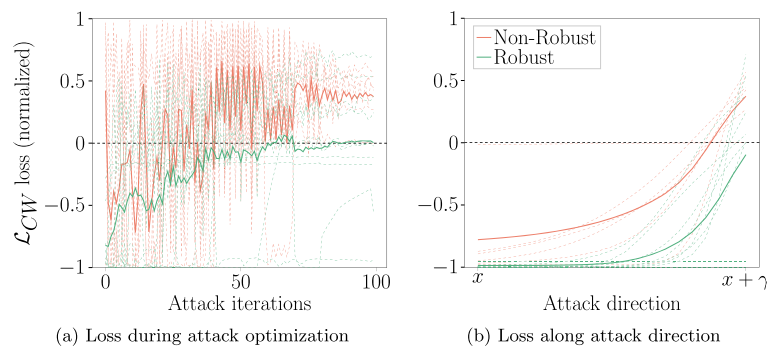 1
0.5
0
−0.5
−1
ℒCW loss (normalized)
0
50
100
Attack iterations
(a) Loss during attack optimization
1
0.5
0
−0.5
−1
Non-Robust
Robust
x
x + γ
Attack direction
(b) Loss along attack direction